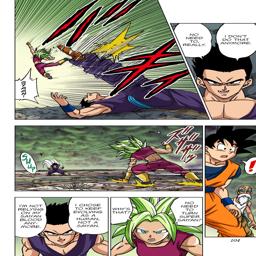 NO
NEED TO
REALLY.
I DON'T
DO THAT
ANYMORE.
I'M NOT
RELYING
ON MY
SAIYAN
BLOOD
ANY-
MORE.
I CHOSE
TO KEEP
EVOLVING
AS A
HUMAN,
NOT A
SAIYAN.
WHY'S
THAT?
NO
NEED TO
TURN
SUPER
SAIYAN?